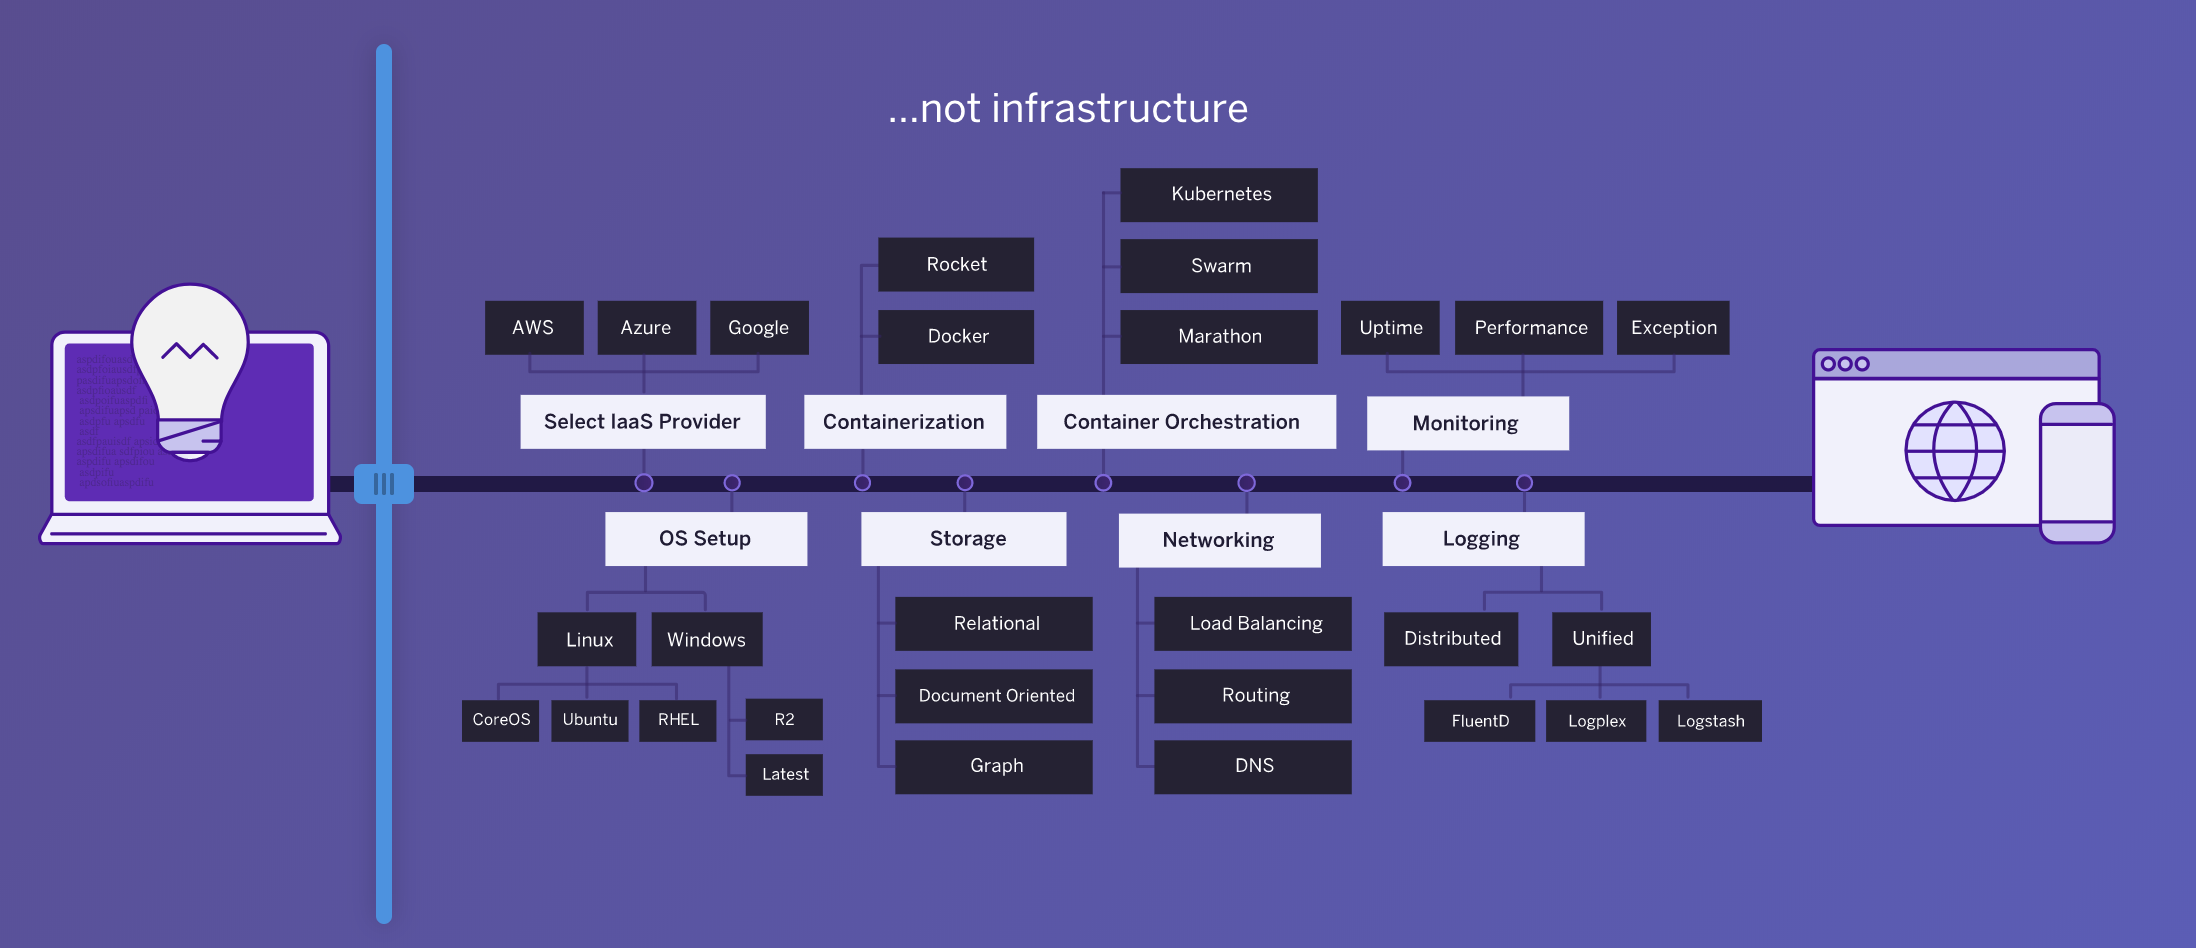 ...not infrastructure
Kubernetes
Rocket
Swarm
AWS
Azure
Google
Docker
Marathon
Uptime
Performance
Exception
Select IaaS Provider
Containerization
Container Orchestration
Monitoring
OS Setup
Storage
Networking
Logging
Linux
Windows
Relational
Load Balancing
Distributed
Unified
CoreOS
Ubuntu
RHEL
R2
Document Oriented
Routing
FluentD
Logplex
Logstash
Latest
Graph
DNS